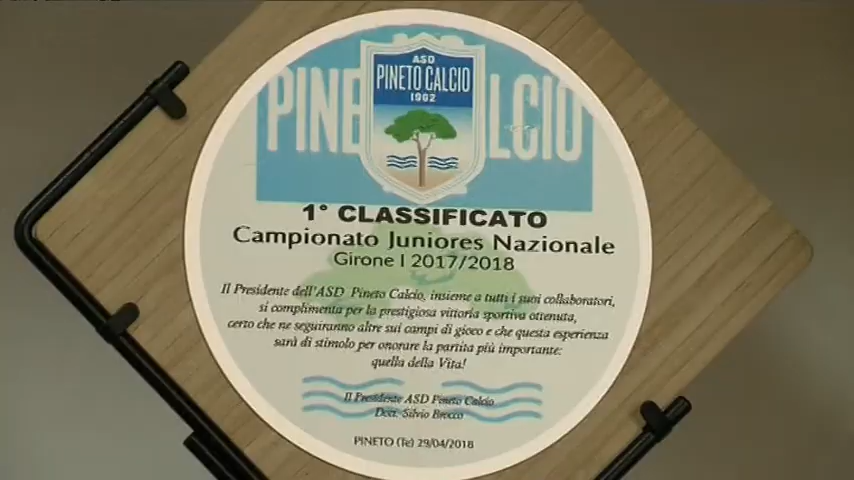 ASD
PINETO CALCIO
1902
PINE LCIO
1° CLASSIFICATO
Campionato Juniores Nazionale
Girone I 2017/2018
Il Presidente dell'ASD Pineto Calcio, insieme a tutti i suoi collaboratori,
si complimenta per la prestigiosa vittoria sportiva ottenuta,
certo che ne seguiranno altre sui campi di gioco e che questa esperienza
sarà di stimolo per onorare la partita più importante:
quella della Vita!
Il Presidente ASD Pineto Calcio
Dott. Silvio Brocco
PINETO (Te) 29/04/2018